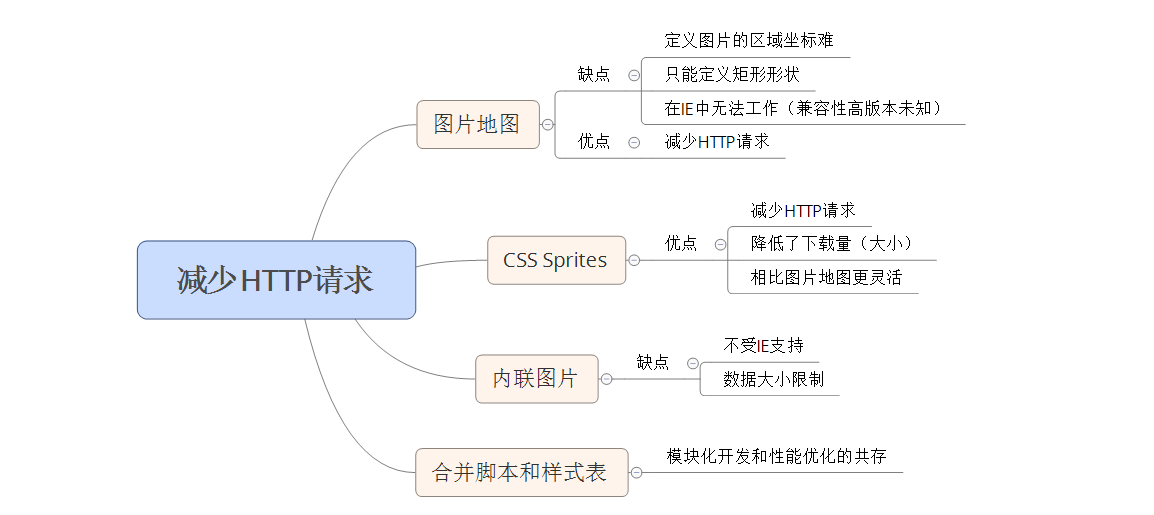 减少HTTP请求
图片地图
缺点
定义图片的区域坐标难
只能定义矩形形状
在IE中无法工作（兼容性高版本未知）
优点
减少HTTP请求
CSS Sprites
优点
减少HTTP请求
降低了下载量（大小）
相比图片地图更灵活
内联图片
缺点
不受IE支持
数据大小限制
合并脚本和样式表
模块化开发和性能优化的共存